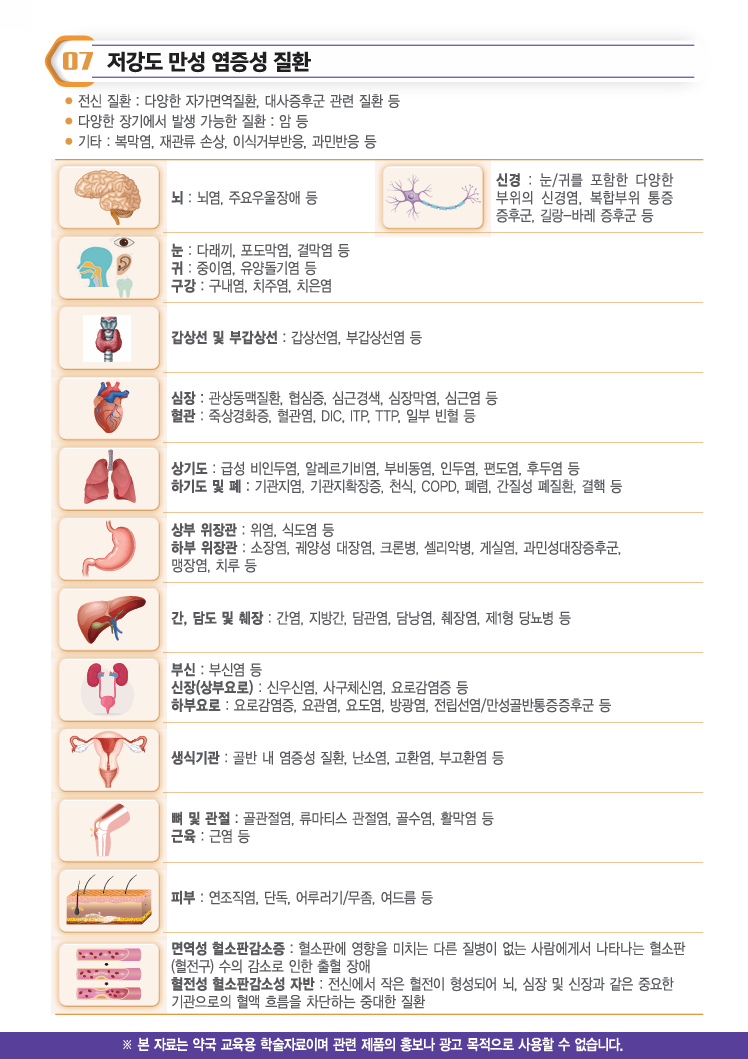 07 저강도 만성 염증성 질환
● 전신 질환 : 다양한 자가면역질환, 대사증후군 관련 질환 등
● 다양한 장기에서 발생 가능한 질환 : 암 등
● 기타 : 복막염, 재관류 손상, 이식거부반응, 과민반응 등
뇌 : 뇌염, 주요우울장애 등
신경 : 눈/귀를 포함한 다양한
부위의 신경염, 복합부위 통증
증후군, 길랑-바레 증후군 등
눈 : 다래끼, 포도막염, 결막염 등
귀 : 중이염, 유양돌기염 등
구강 : 구내염, 치주염, 치은염
갑상선 및 부갑상선 : 갑상선염, 부갑상선염 등
심장 : 관상동맥질환, 협심증, 심근경색, 심장막염, 심근염 등
혈관 : 죽상경화증, 혈관염, DIC, ITP, TTP, 일부 빈혈 등
상기도 : 급성 비인두염, 알레르기비염, 부비동염, 인두염, 편도염, 후두염 등
하기도 및 폐 : 기관지염, 기관지확장증, 천식, COPD, 폐렴, 간질성 폐질환, 결핵 등
상부 위장관 : 위염, 식도염 등
하부 위장관 : 소장염, 궤양성 대장염, 크론병, 셀리악병, 게실염, 과민성대장증후군,
맹장염, 치루 등
간, 담도 및 췌장 : 간염, 지방간, 담관염, 담낭염, 췌장염, 제1형 당뇨병 등
부신 : 부신염 등
신장(상부요로) : 신우신염, 사구체신염, 요로감염증 등
하부요로 : 요로감염증, 요관염, 요도염, 방광염, 전립선염/만성골반통증증후군 등
생식기관 : 골반 내 염증성 질환, 난소염, 고환염, 부고환염 등
뼈 및 관절 : 골관절염, 류마티스 관절염, 골수염, 활막염 등
근육 : 근염 등
피부 : 연조직염, 단독, 어루러기/무좀, 여드름 등
면역성 혈소판감소증 : 혈소판에 영향을 미치는 다른 질병이 없는 사람에게서 나타나는 혈소판
(혈전구) 수의 감소로 인한 출혈 장애
혈전성 혈소판감소성 자반 : 전신에서 작은 혈전이 형성되어 뇌, 심장 및 신장과 같은 중요한
기관으로의 혈액 흐름을 차단하는 중대한 질환
※ 본 자료는 약국 교육용 학술자료이며 관련 제품의 홍보나 광고 목적으로 사용할 수 없습니다.